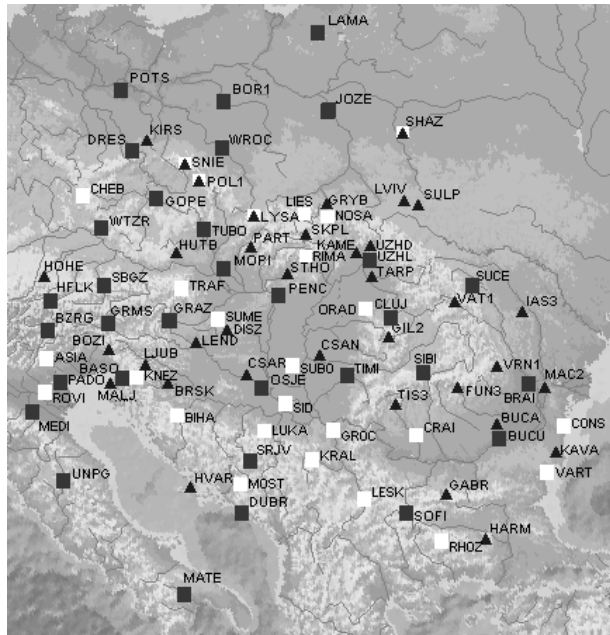 LAMA
POTS
BOR1
JOZE
KIRS
SHAZ
DRES
WROC
SNIE
POL1
CHEB
GOPE
LIES
GRYB
LVIV
SULP
LYSA
NOSA
WTZR
TUBO
SKPL
HUTB
PART
KAME
UZHD
RIMA
UZHL
HOHE
SBGZ
MOPI
STHO
TARP
SUCE
HFLK
TRAF
PENC
VAT1
IAS3
GRMS
GRAZ
SUME
ORAD
CLUJ
BZRG
DISZ
GIL2
BOZI
LEND
ASIA
LJUB
CSAN
BASO
CSAR
SUBO
SIBI
VRN1
PADO
KNEZ
OSJE
TIMI
MAC2
ROVI
MALJ
BRSK
FUN3
BRAI
SID
TIS3
MEDI
BIHA
BUCA
CONS
LUKA
GROC
CRAI
BUCU
SRJV
KRAL
KAVA
UNPG
HVAR
MOST
GABR
VART
LESK
DUBR
SOFI
HARM
RHOZ
MATE